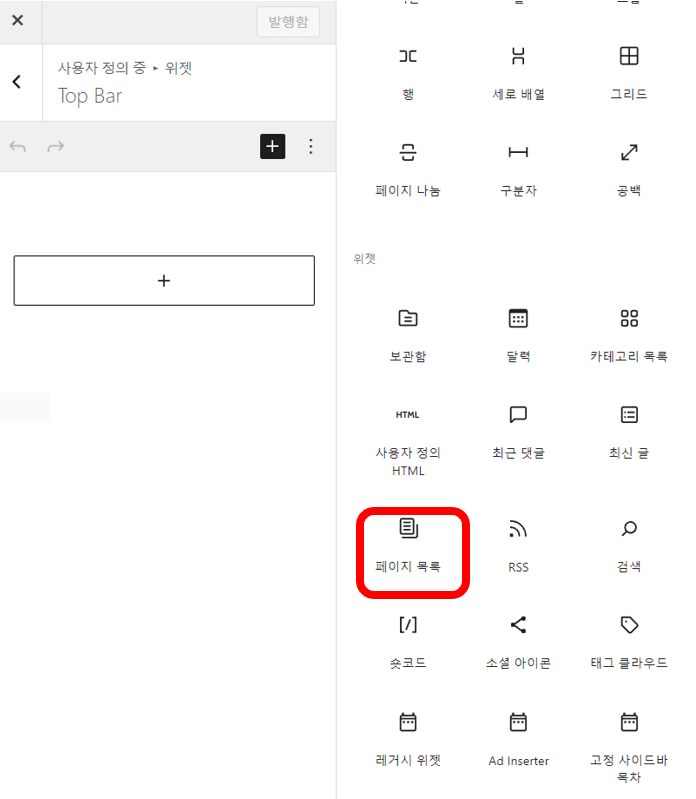 발행함
사용자 정의 중 ▸ 위젯
Top Bar
행
세로 배열
그리드
페이지 나눔
구분자
공백
위젯
보관함
달력
카테고리 목록
HTML
사용자 정의
HTML
최근 댓글
최신 글
페이지 목록
RSS
검색
숏코드
소셜 아이콘
태그 클라우드
레거시 위젯
Ad Inserter
고정 사이드바
목차